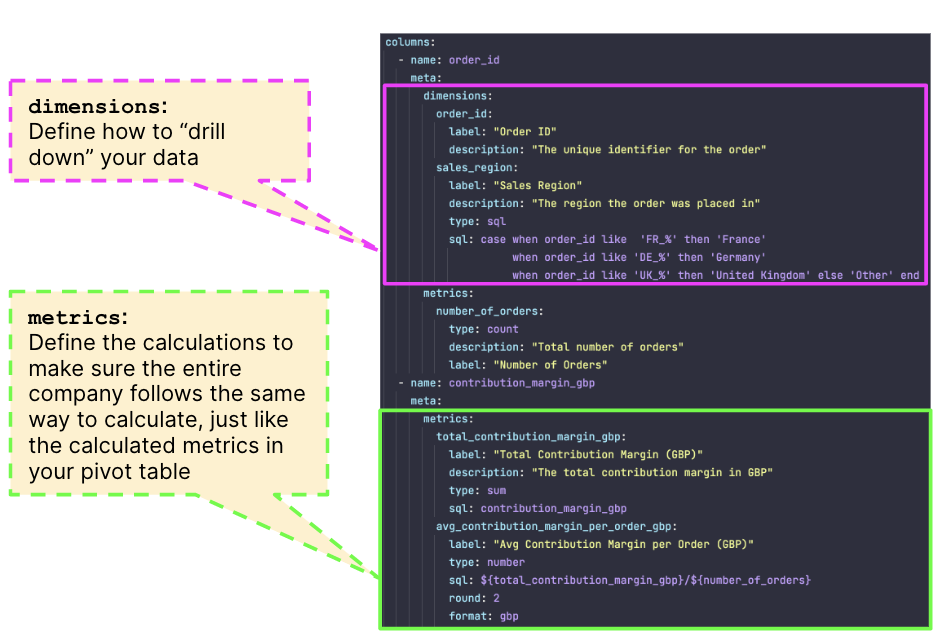 dimensions:
Define how to “drill
down” your data
metrics:
Define the calculations to
make sure the entire
company follows the same
way to calculate, just like
the calculated metrics in
your pivot table
columns:
  - name: order_id
    meta:
      dimensions:
        order_id:
          label: "Order ID"
          description: "The unique identifier for the order"
        sales_region:
          label: "Sales Region"
          description: "The region the order was placed in"
          type: sql
          sql: case when order_id like  'FR_%' then 'France'
                    when order_id like 'DE_%' then 'Germany'
                    when order_id like 'UK_%' then 'United Kingdom' else 'Other' end
      metrics:
        number_of_orders:
          type: count
          description: "Total number of orders"
          label: "Number of Orders"
  - name: contribution_margin_gbp
    meta:
      metrics:
        total_contribution_margin_gbp:
          label: "Total Contribution Margin (GBP)"
          description: "The total contribution margin in GBP"
          type: sum
          sql: contribution_margin_gbp
        avg_contribution_margin_per_order_gbp:
          label: "Avg Contribution Margin per Order (GBP)"
          type: number
          sql: ${total_contribution_margin_gbp}/${number_of_orders}
          round: 2
          format: gbp